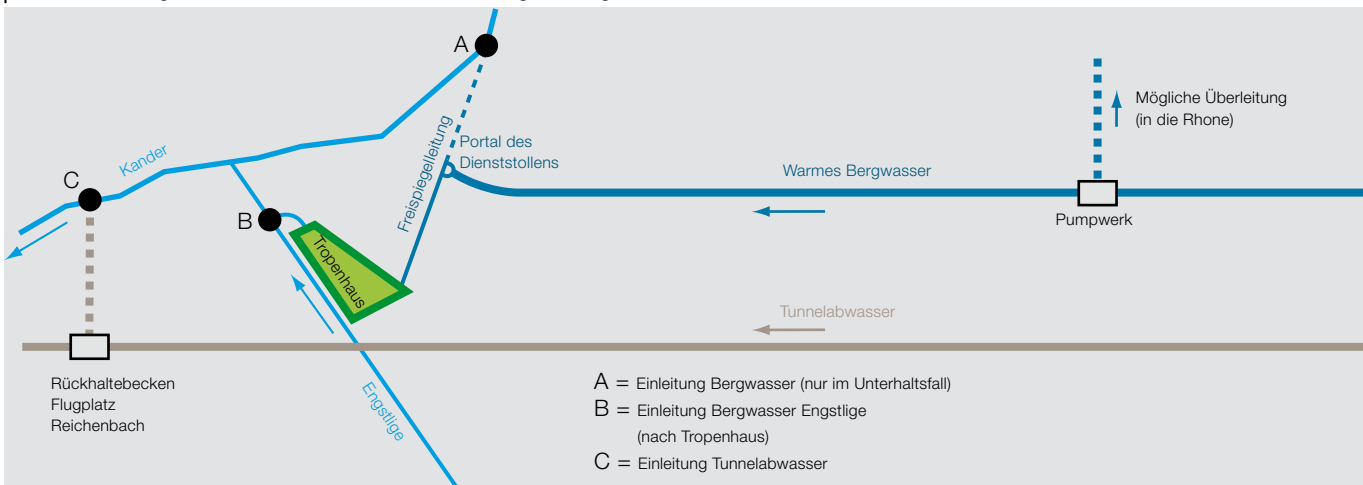 A
Mögliche Überleitung
(in die Rhone)
Portal des
Dienststollens
Freispiegelleitung
Kander
Warmes Bergwasser
C
B
Pumpwerk
Tropenhaus
Tunnelabwasser
Rückhaltebecken
Flugplatz
Reichenbach
Engstlige
A = Einleitung Bergwasser (nur im Unterhaltsfall)
B = Einleitung Bergwasser Engstlige
(nach Tropenhaus)
C = Einleitung Tunnelabwasser